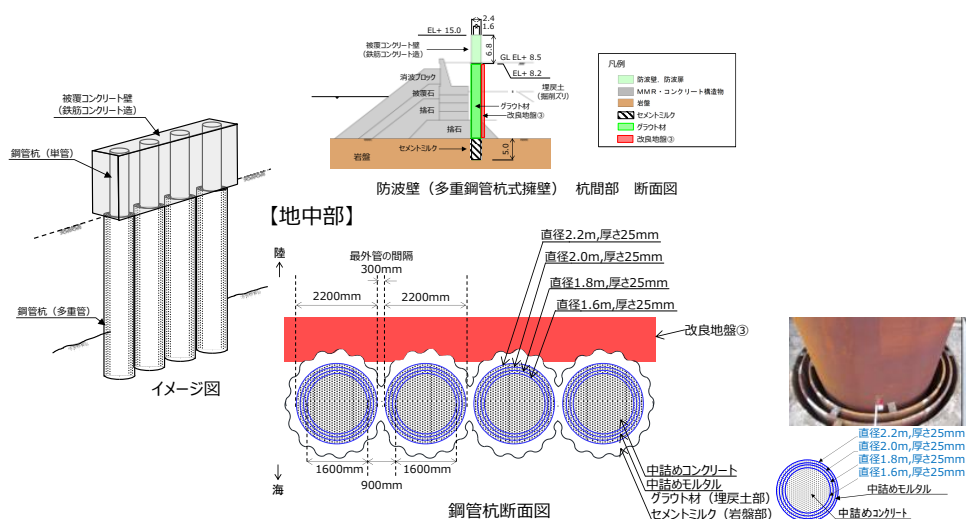 2.4
1.6
EL+ 15.0
被覆コンクリート壁
(鉄筋コンクリート造)
6.8
GL EL+ 8.5
EL+ 8.2
消波ブロック
被覆石
捨石
捨石
埋戻土
(掘削ズリ)
グラウト材
改良地盤③
セメントミルク
5.0
岩盤
防波壁(多重鋼管杭式擁壁) 杭間部 断面図
凡例
防波壁,防波扉
MMR・コンクリート構造物
岩盤
セメントミルク
グラウト材
改良地盤③
被覆コンクリート壁
(鉄筋コンクリート造)
鋼管杭(単管)
鋼管杭(多重管)
イメージ図
【地中部】
陸
海
最外管の間隔
300mm
2200mm
2200mm
直径2.2m,厚さ25mm
直径2.0m,厚さ25mm
直径1.8m,厚さ25mm
直径1.6m,厚さ25mm
改良地盤③
1600mm
1600mm
900mm
中詰めコンクリート
中詰めモルタル
グラウト材(埋戻土部)
セメントミルク(岩盤部)
鋼管杭断面図
直径2.2m,厚さ25mm
直径2.0m,厚さ25mm
直径1.8m,厚さ25mm
直径1.6m,厚さ25mm
中詰めモルタル
中詰めコンクリート